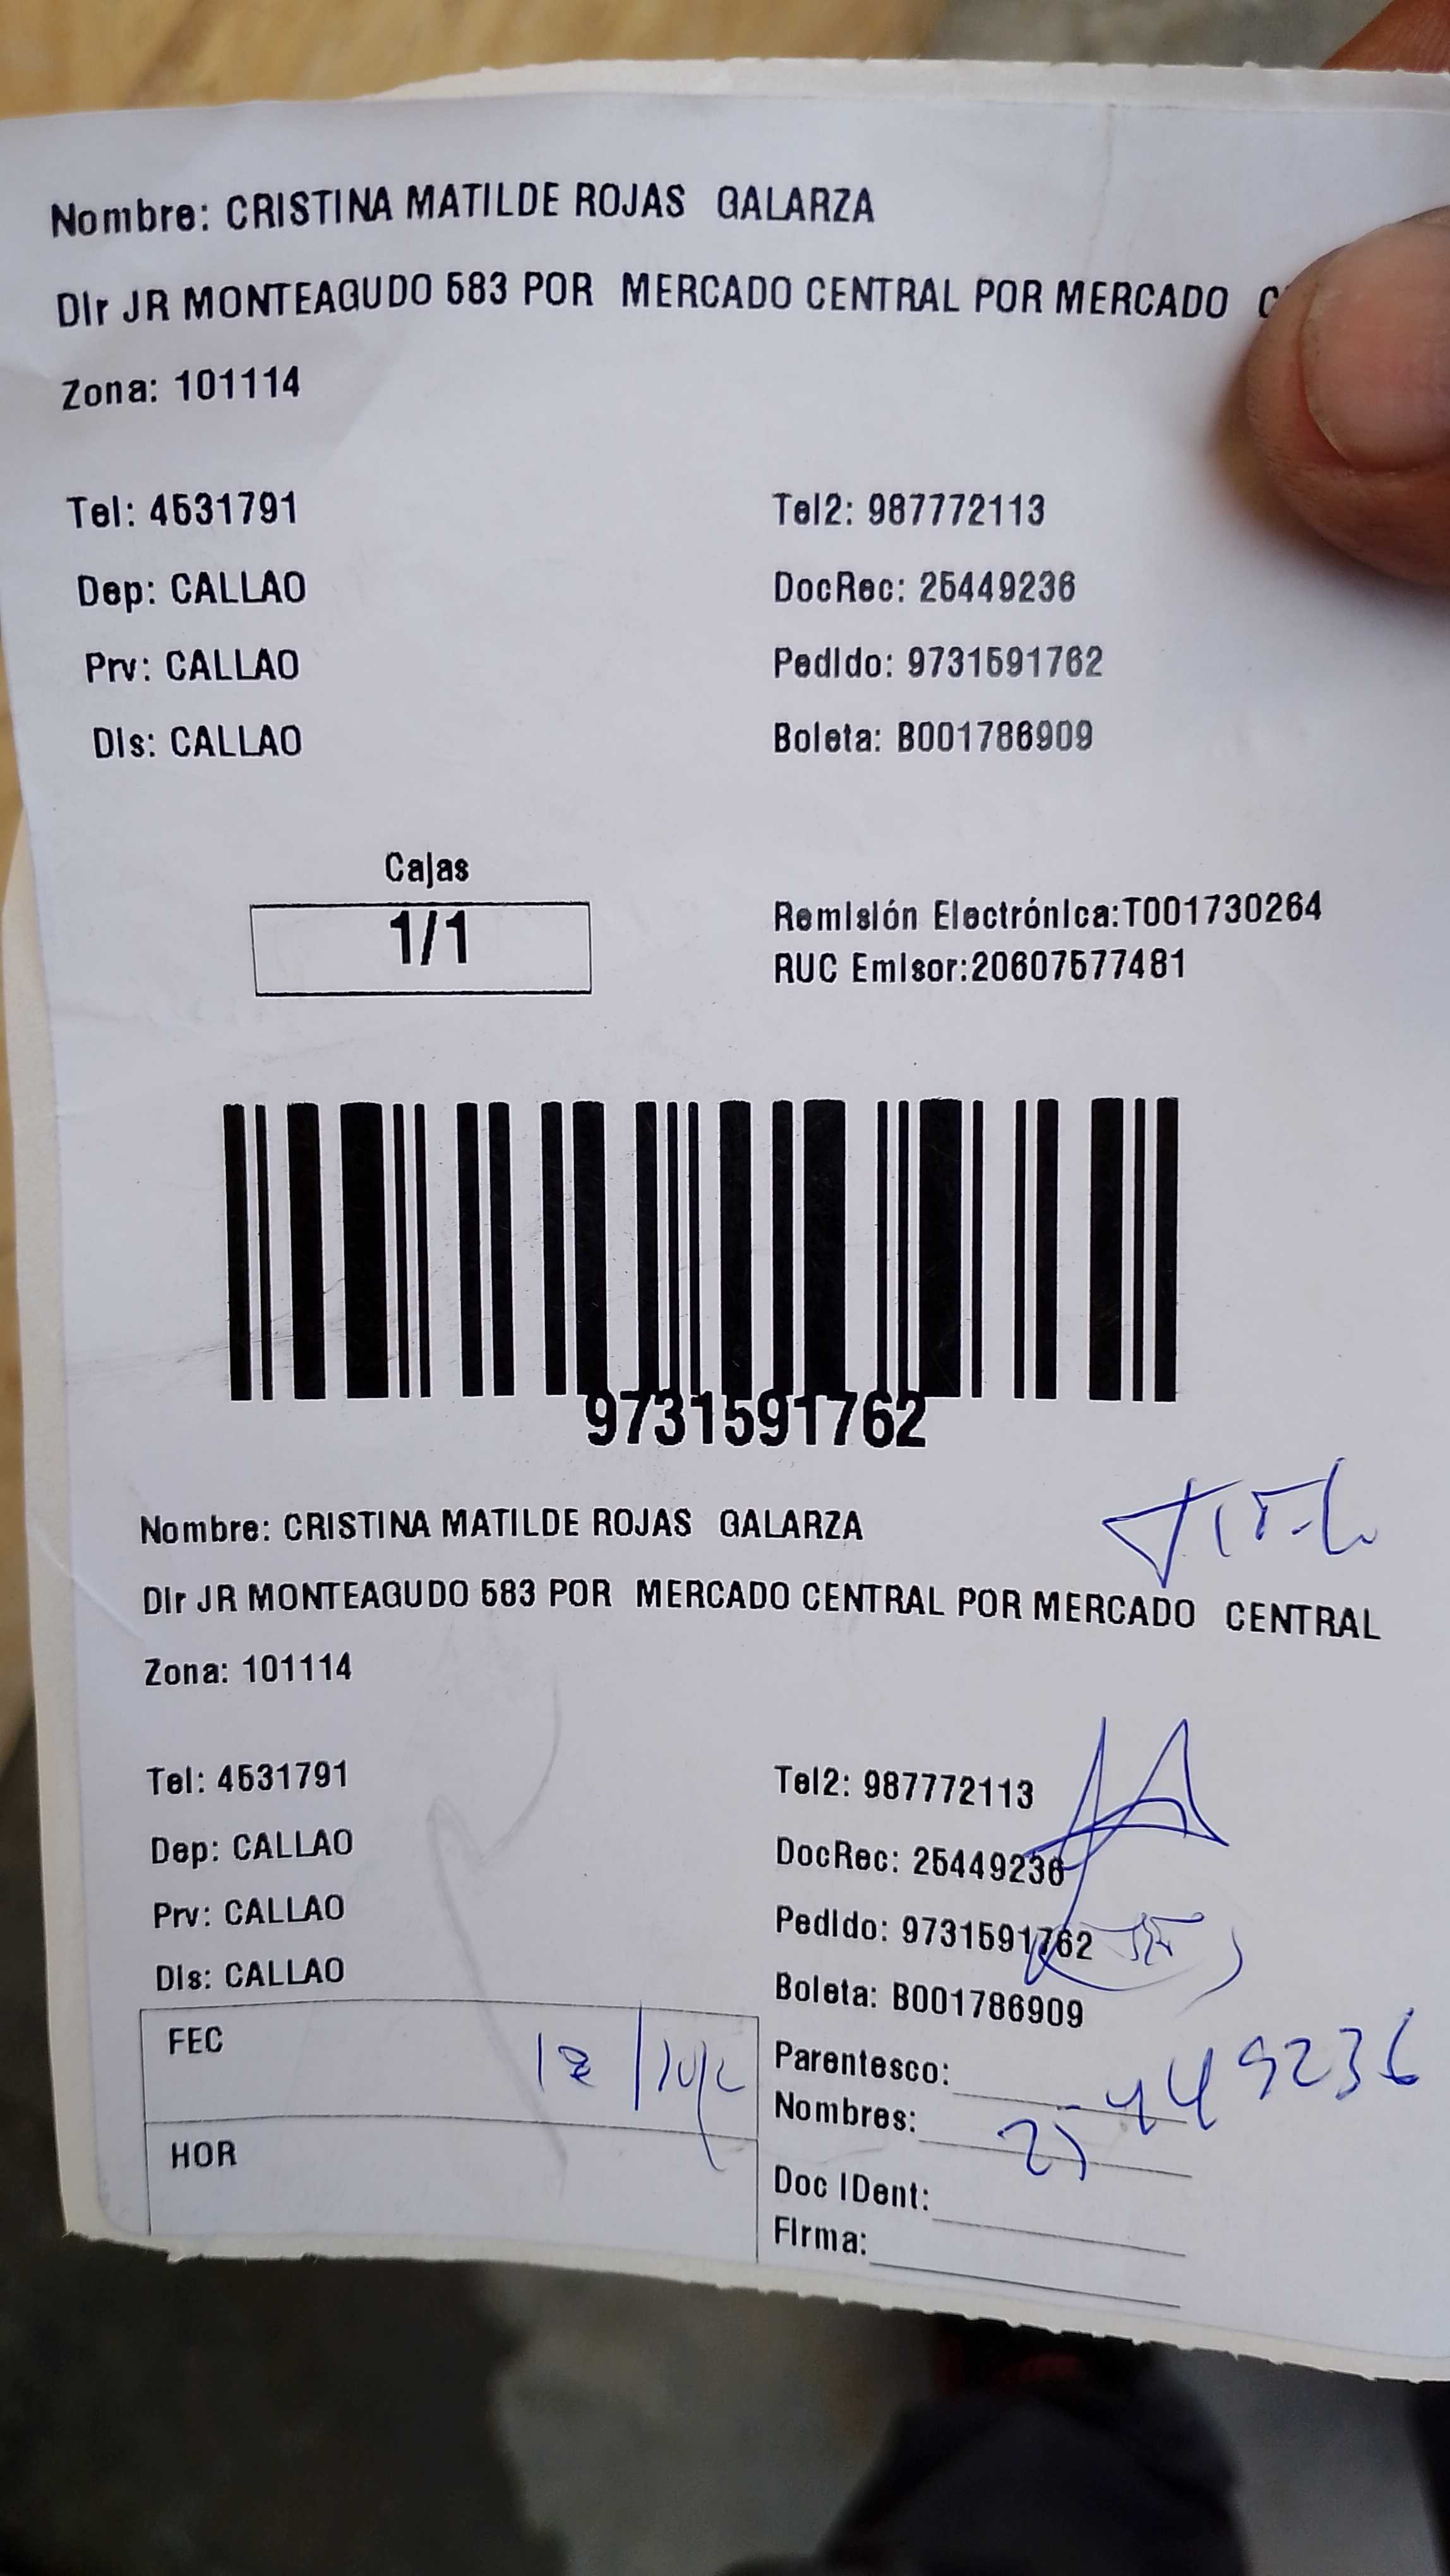 Nombre: CRISTINA MATILDE ROJAS GALARZA
Dir JR MONTEAGUDO 583 POR MERCADO CENTRAL POR MERCADO
Zona: 101114
Tel: 4531791 Tel2: 987772113
Dep: CALLAO DocRec: 25449236
Prv: CALLAO Pedido: 9731591762
Dis: CALLAO Boleta: B001786909
Cajas
1/1
Remisión Electrónica:T001730264
RUC Emisor:20607577481
9731591762
Nombre: CRISTINA MATILDE ROJAS GALARZA
Dir JR MONTEAGUDO 583 POR MERCADO CENTRAL POR MERCADO CENTRAL
Zona: 101114
Tel: 4531791 Tel2: 987772113
Dep: CALLAO DocRec: 25449236
Prv: CALLAO Pedido: 9731591762
Dis: CALLAO Boleta: B001786909
FEC
Parentesco:
Nombres: 25449236
HOR
Doc IDent:
Firma: